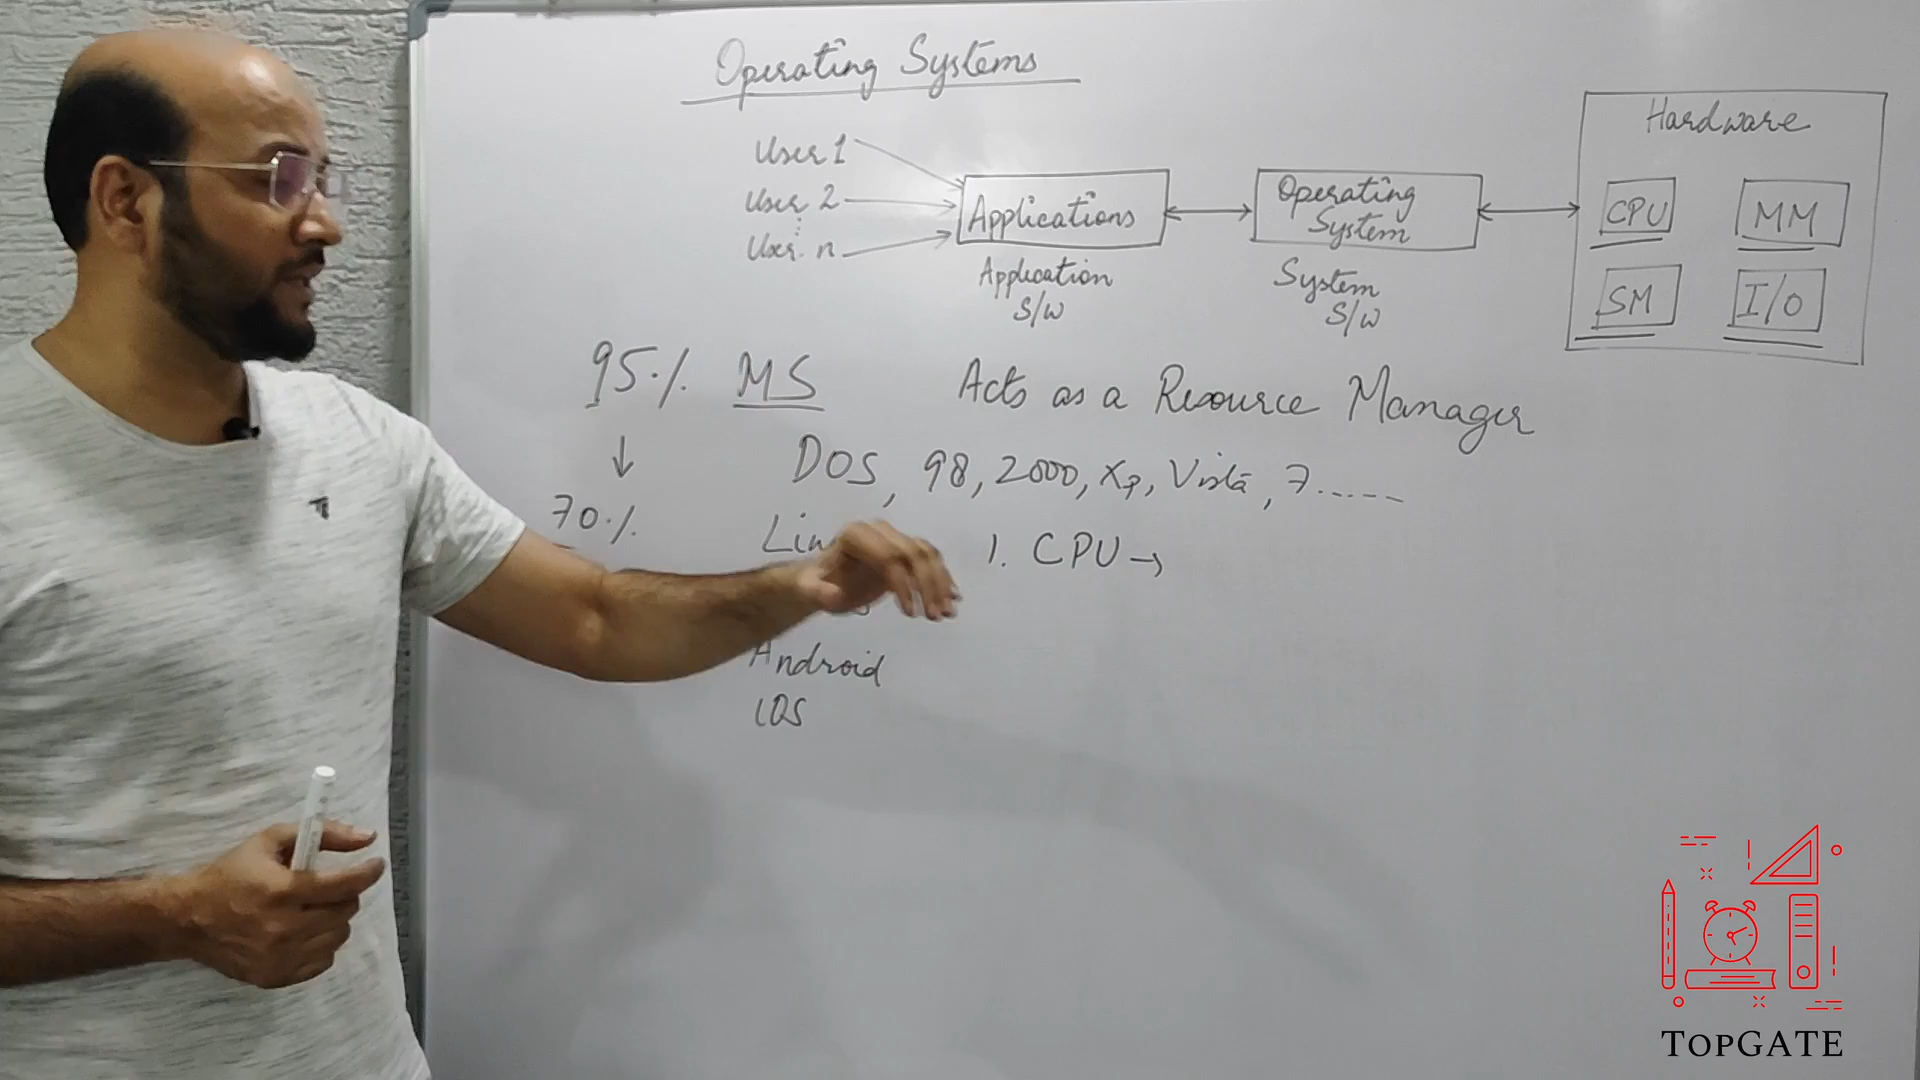 Operating Systems
User 1
User 2
User n
Applications
Application
S/W
Operating
System
System
S/W
Hardware
CPU
MM
SM
I/O
95% MS
Acts as a Resource Manager
DOS, 98, 2000, XP, Vista, 7......
70%
1. CPU →
Android
iOS
TOPGATE